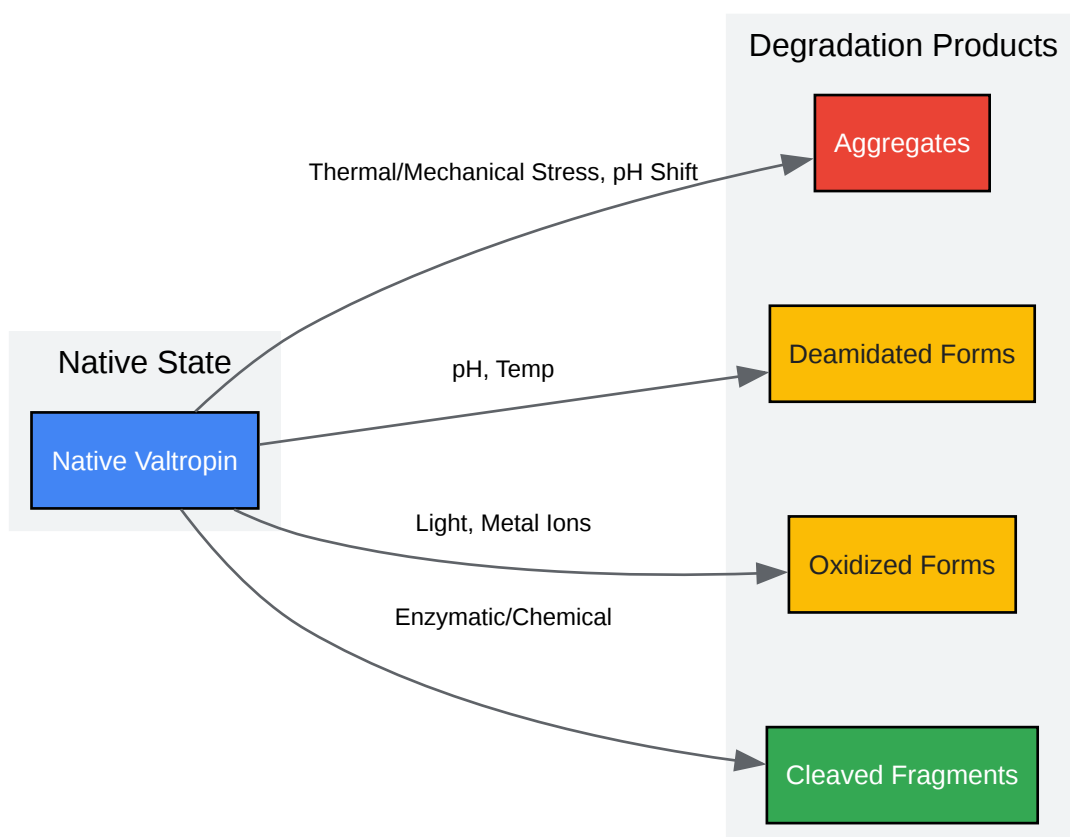 Degradation Products
Aggregates
Thermal/Mechanical Stress, pH Shift
Deamidated Forms
Native State
pH, Temp
Native Valtropin
Light, Metal Ions
Oxidized Forms
Enzymatic/Chemical
Cleaved Fragments